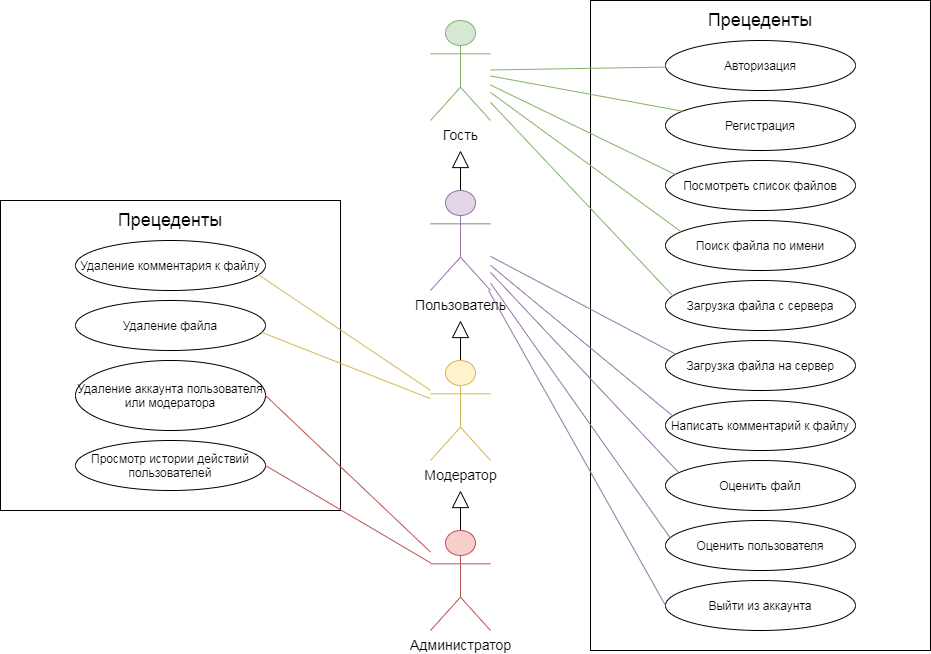 Прецеденты
Авторизация
Регистрация
Посмотреть список файлов
Поиск файла по имени
Загрузка файла с сервера
Загрузка файла на сервер
Написать комментарий к файлу
Оценить файл
Оценить пользователя
Выйти из аккаунта
Гость
Пользователь
Модератор
Администратор
Прецеденты
Удаление комментария к файлу
Удаление файла
Удаление аккаунта пользователя
или модератора
Просмотр истории действий
пользователей